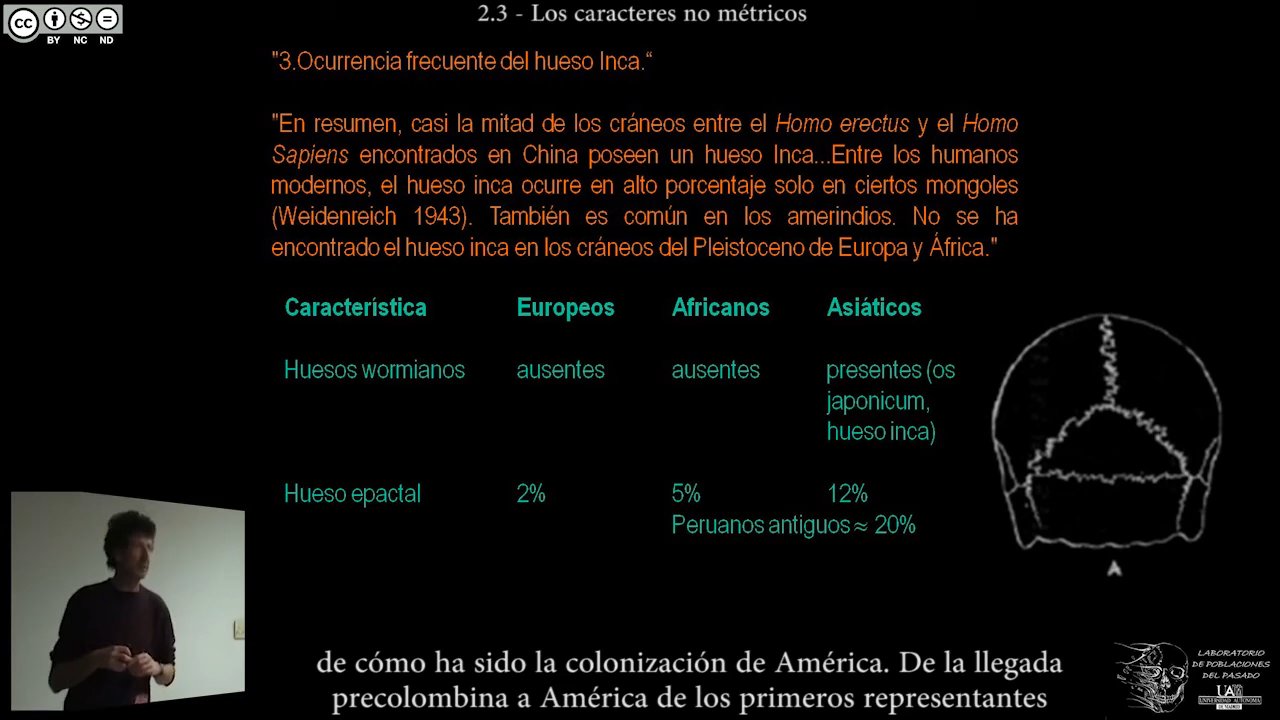 2.3 - Los caracteres no métricos
cc
BY NC ND
"3.Ocurrencia frecuente del hueso Inca.“
"En resumen, casi la mitad de los cráneos entre el Homo erectus y el Homo
Sapiens encontrados en China poseen un hueso Inca...Entre los humanos
modernos, el hueso inca ocurre en alto porcentaje solo en ciertos mongoles
(Weidenreich 1943). También es común en los amerindios. No se ha
encontrado el hueso inca en los cráneos del Pleistoceno de Europa y África."
Característica Europeos Africanos Asiáticos
Huesos wormianos ausentes ausentes presentes (os
japonicum,
hueso inca)
Hueso epactal 2% 5% 12%
Peruanos antiguos ≈ 20%
A
de cómo ha sido la colonización de América. De la llegada
precolombina a América de los primeros representantes
LABORATORIO
DE POBLACIONES
DEL PASADO
UAM
UNIVERSIDAD AUTONOMA
DE MADRID